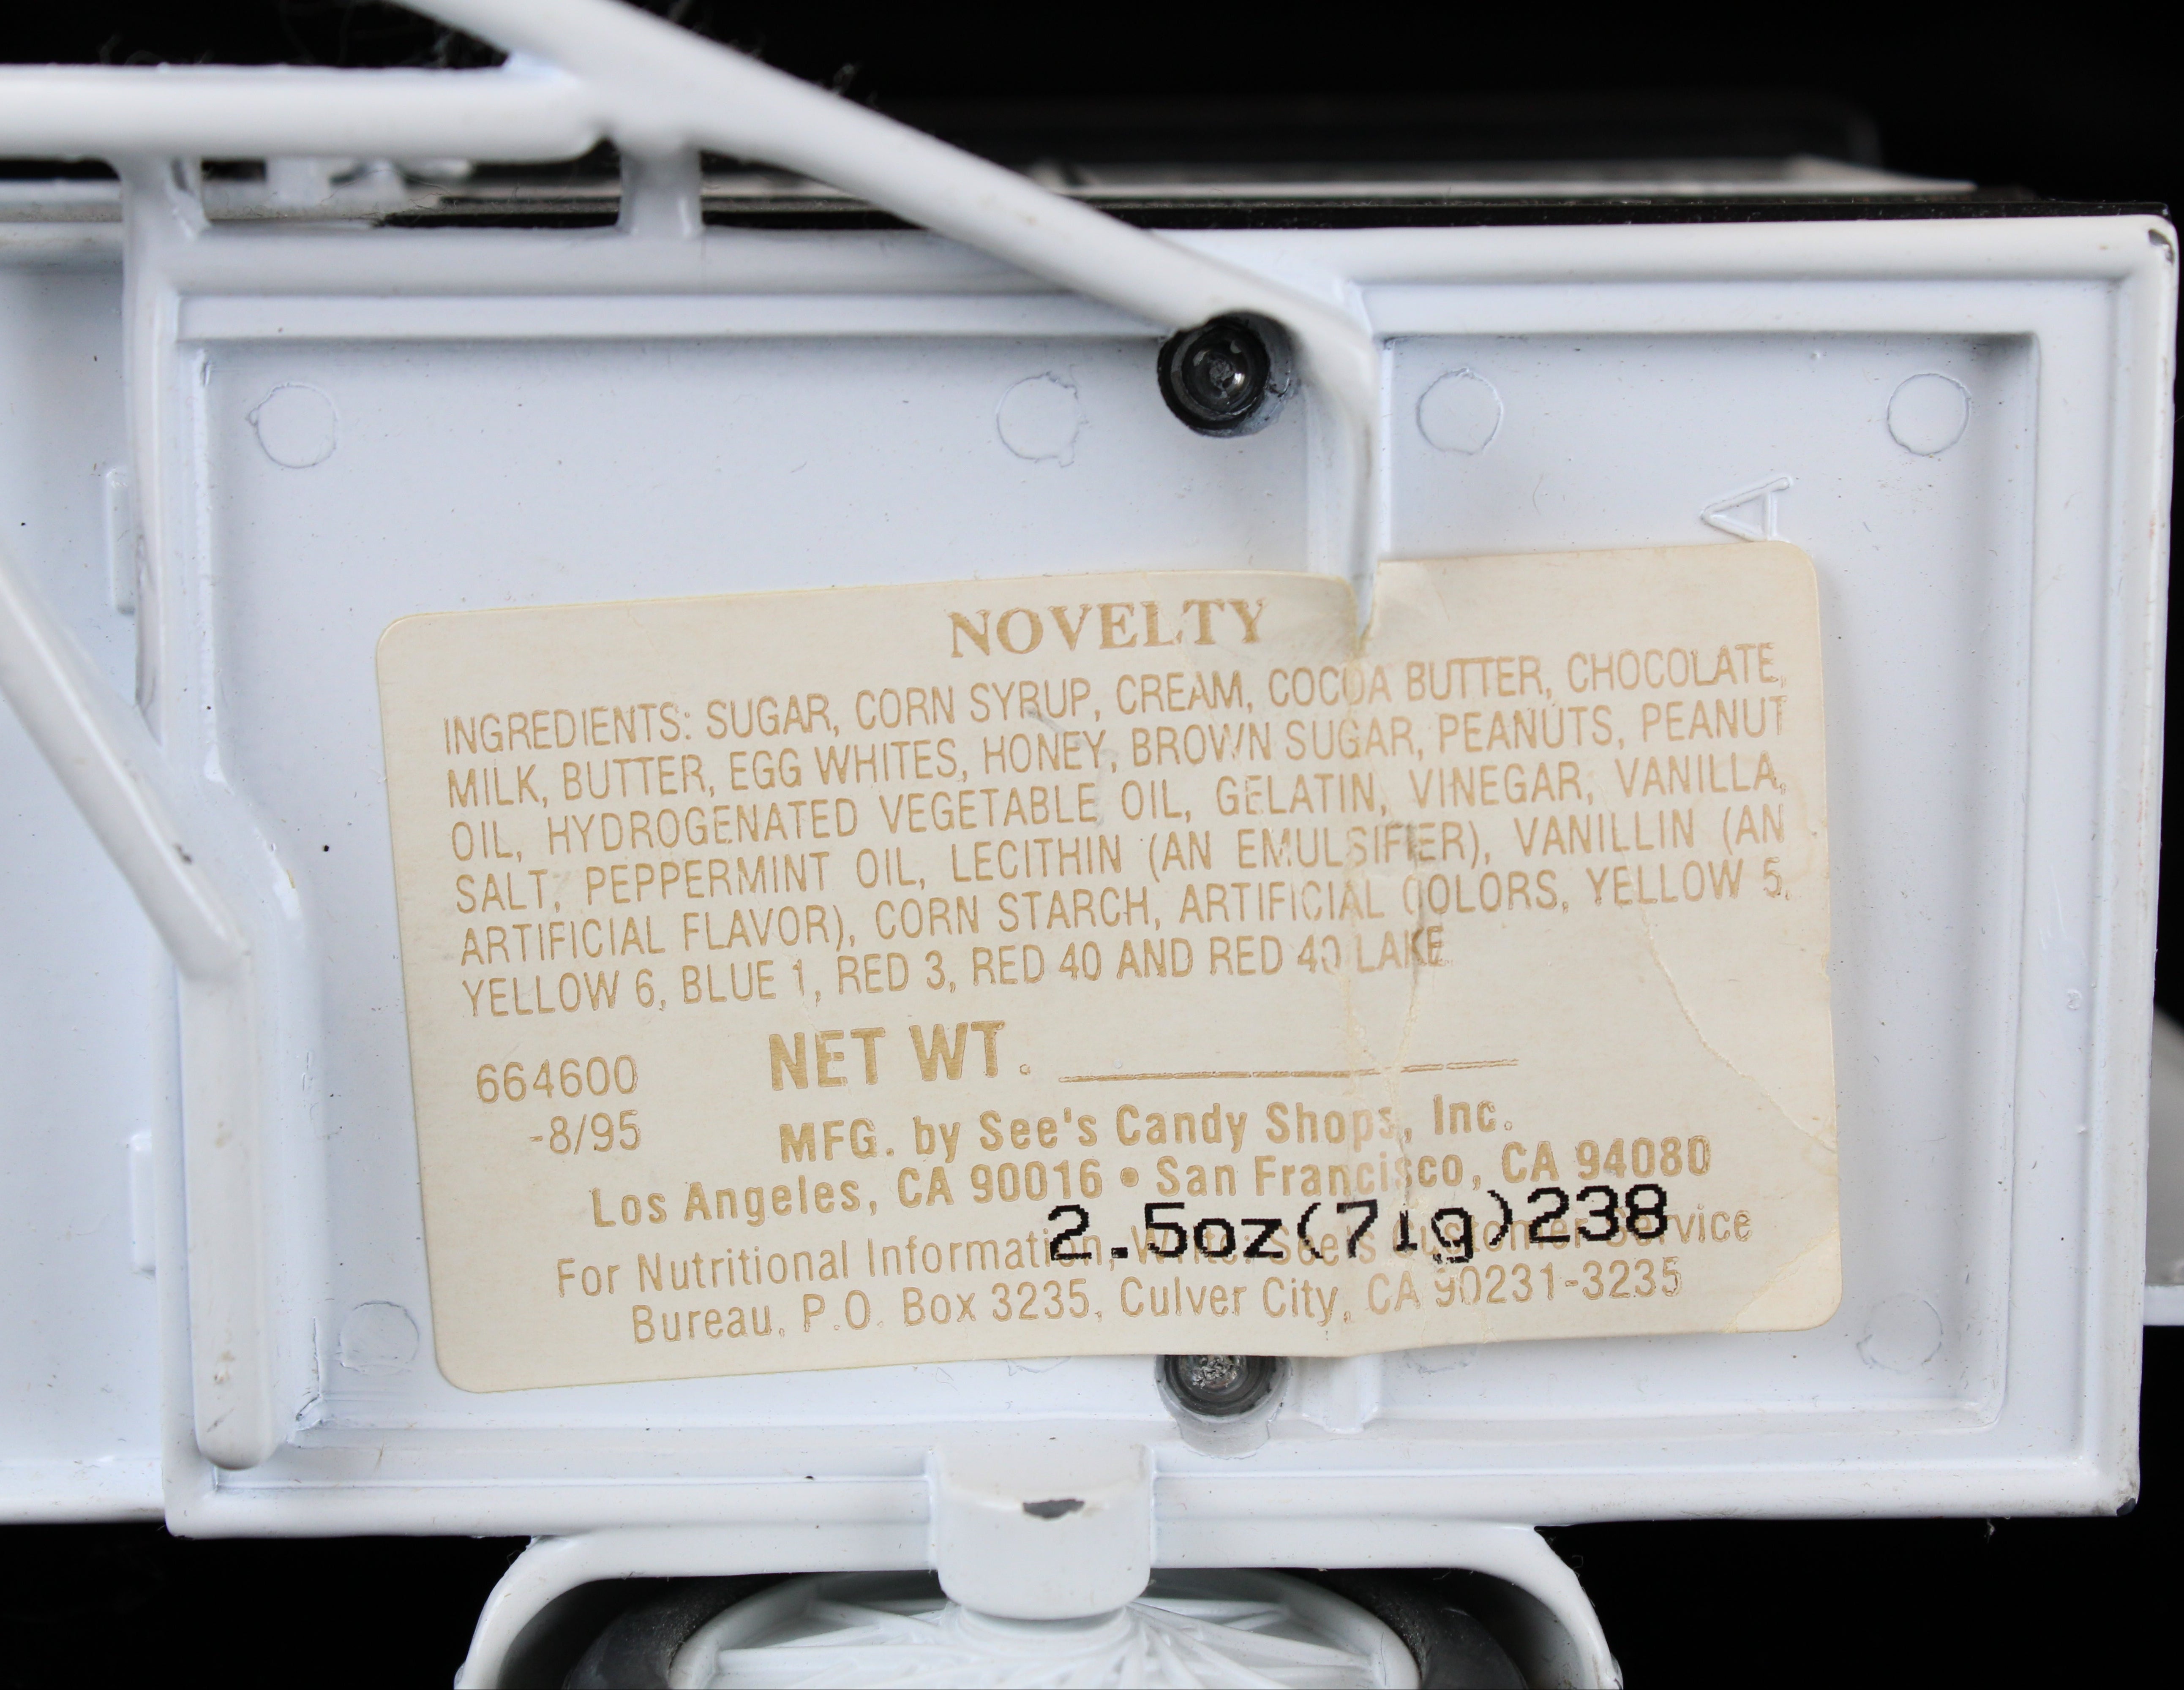 A
NOVELTY
INGREDIENTS: SUGAR, CORN SYRUP, CREAM, COCOA BUTTER, CHOCOLATE,
MILK, BUTTER, EGG WHITES, HONEY, BROWN SUGAR, PEANUTS, PEANUT
OIL, HYDROGENATED VEGETABLE OIL, GELATIN, VINEGAR, VANILLA,
SALT, PEPPERMINT OIL, LECITHIN (AN EMULSIFIER), VANILLIN (AN
ARTIFICIAL FLAVOR), CORN STARCH, ARTIFICIAL COLORS, YELLOW 5,
YELLOW 6, BLUE 1, RED 3, RED 40 AND RED 40 LAKE
NET WT. ____________
664600
-8/95
MFG. by See's Candy Shops, Inc.
Los Angeles, CA 90016 • San Francisco, CA 94080
2.5oz(71g)238
For Nutritional Information, Write: See's Customer Service
Bureau, P.O. Box 3235, Culver City, CA 90231-3235